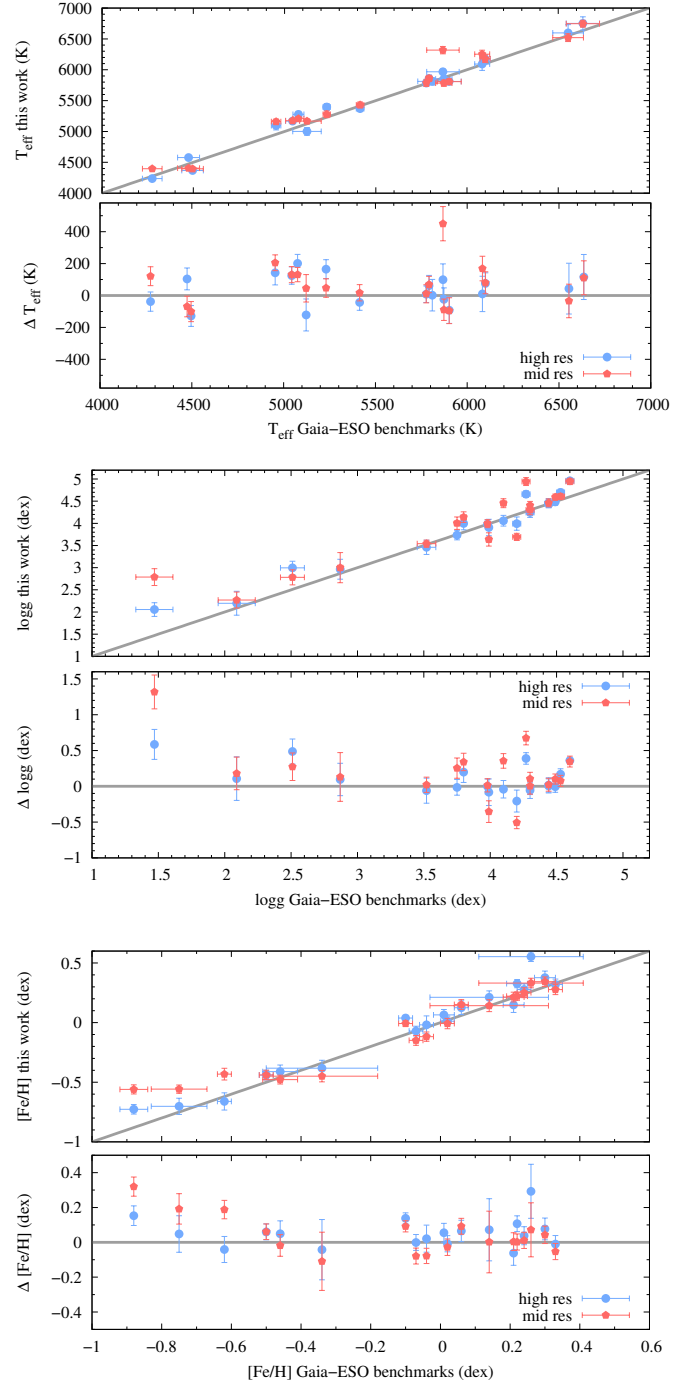 7000
6500
6000
5500
5000
4500
4000
T_eff this work (K)
400
200
0
−200
−400
Δ T_eff (K)
high res
mid res
4000 4500 5000 5500 6000 6500 7000
T_eff Gaia−ESO benchmarks (K)
5
4.5
4
3.5
3
2.5
2
1.5
1
logg this work (dex)
1.5
1
0.5
0
−0.5
−1
Δ logg (dex)
high res
mid res
1 1.5 2 2.5 3 3.5 4 4.5 5
logg Gaia−ESO benchmarks (dex)
0.5
0
−0.5
−1
[Fe/H] this work (dex)
0.4
0.2
0
−0.2
−0.4
Δ [Fe/H] (dex)
high res
mid res
−1 −0.8 −0.6 −0.4 −0.2 0 0.2 0.4 0.6
[Fe/H] Gaia−ESO benchmarks (dex)